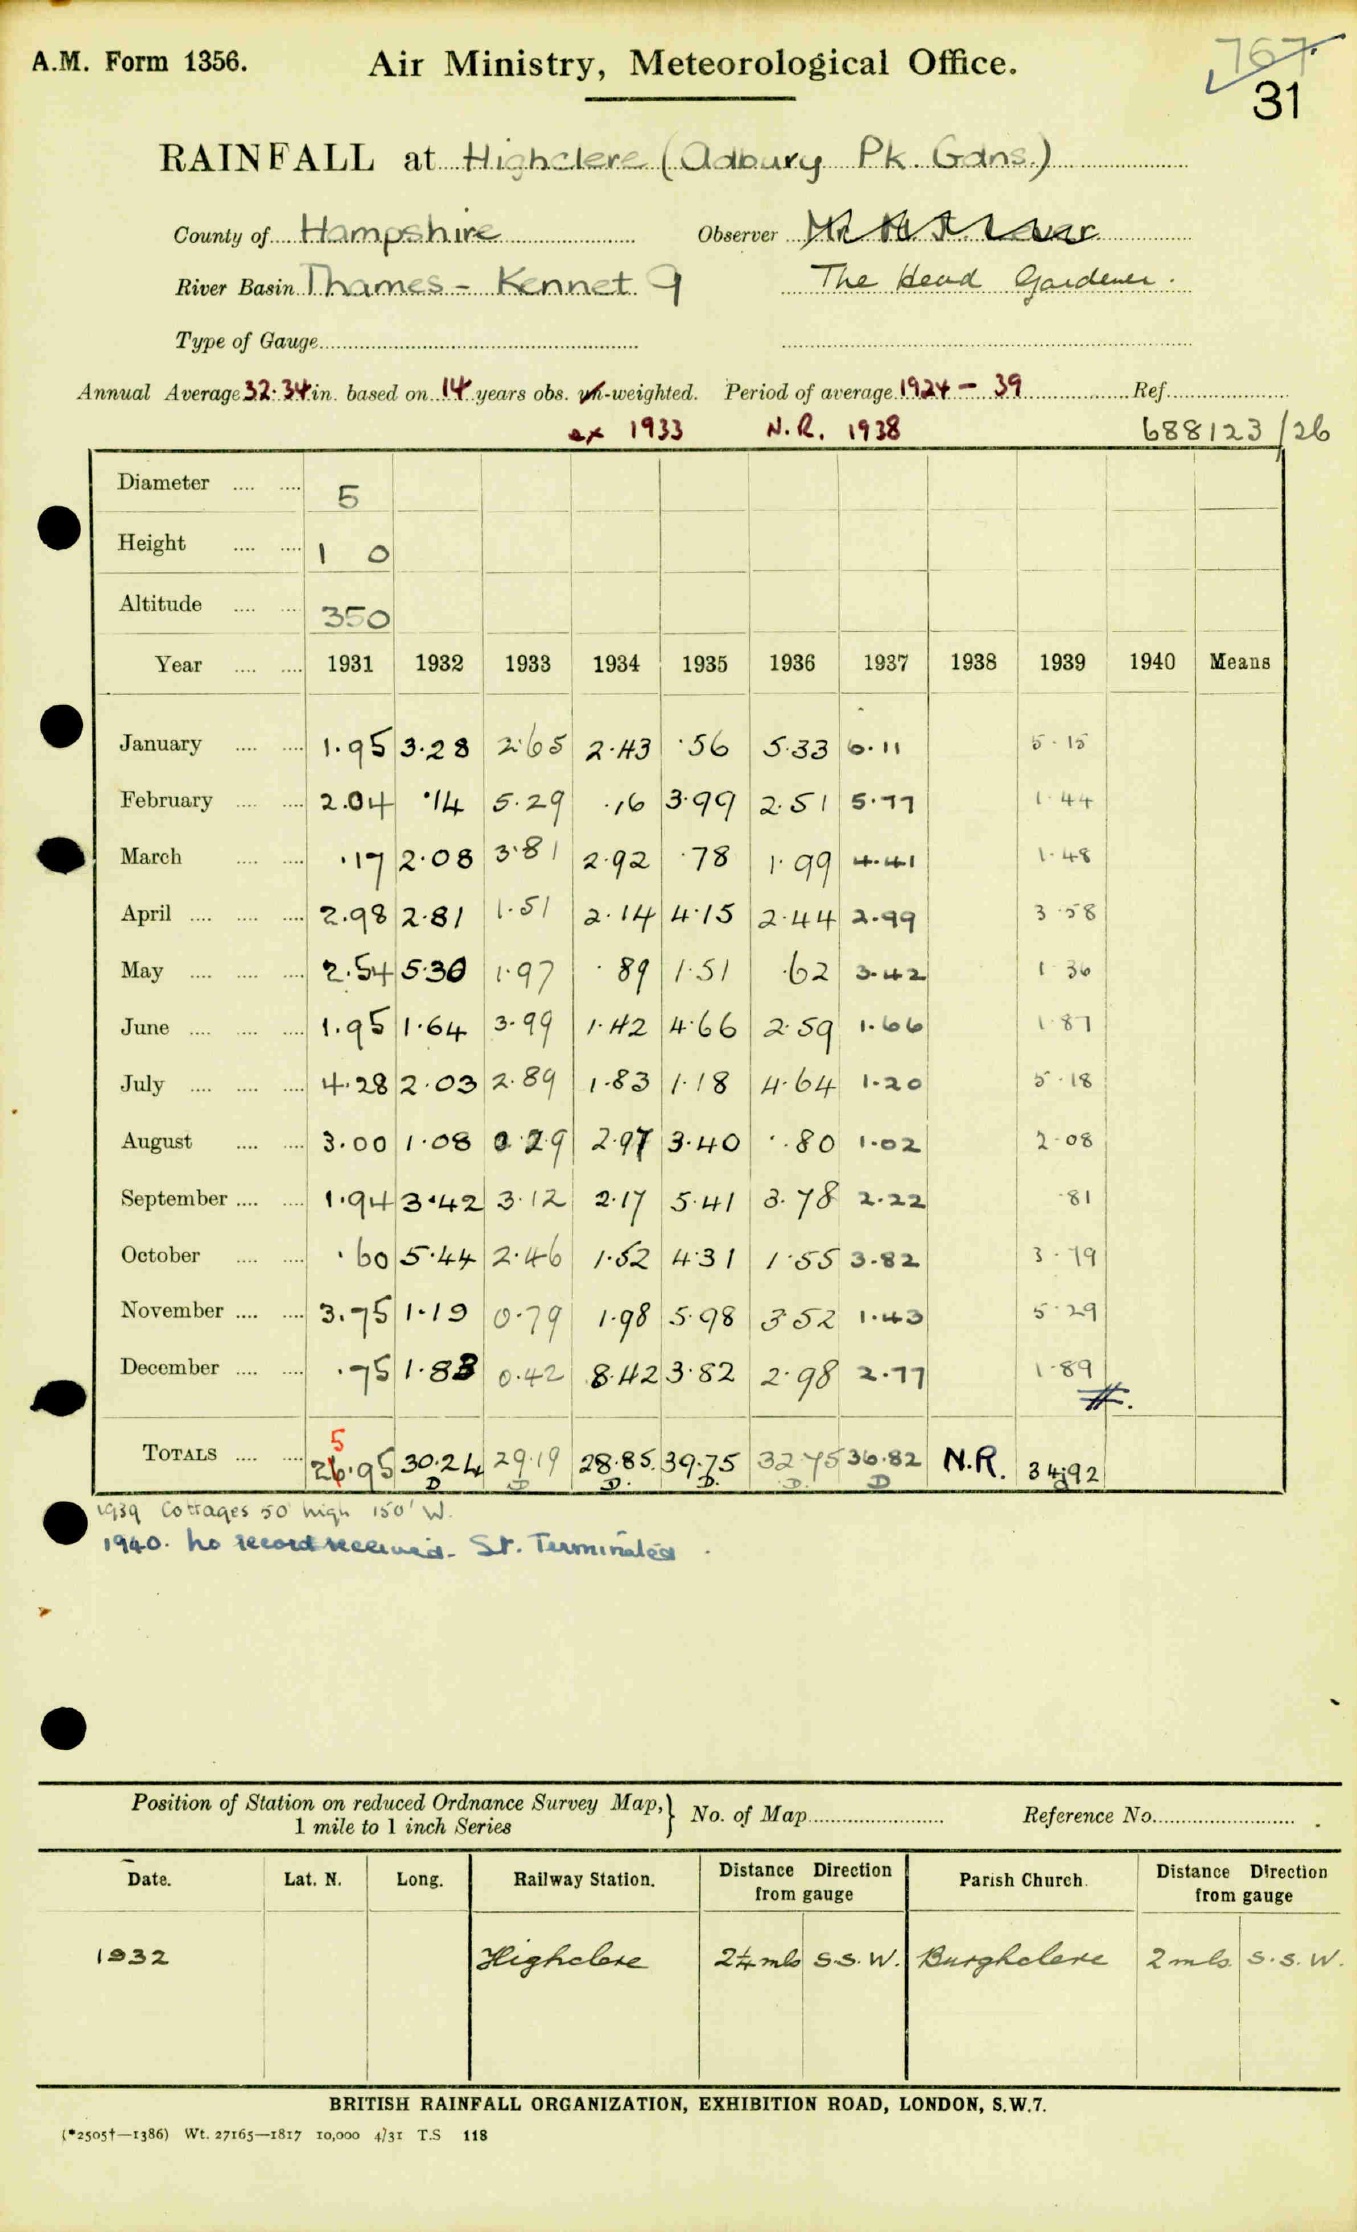 A.M. Form 1356.
Air Ministry, Meteorological Office.
767
31
RAINFALL at Highclere (Adbury Pk. Gdns.)
County of Hampshire Observer
River Basin Thames - Kennet 9 The Head Gardener.
Type of Gauge
Annual Average 32.34 in. based on 14 years obs. un-weighted. Period of average 1924 - 39 Ref.
ex 1933 N.R. 1938 688123/26
Diameter 5
Height 1 0
Altitude 350
Year 1931 1932 1933 1934 1935 1936 1937 1938 1939 1940 Means
January 1.95 3.28 2.65 2.43 .56 5.33 6.11 5.15
February 2.04 .14 5.29 .16 3.99 2.51 5.77 1.44
March .17 2.08 3.81 2.92 .78 1.99 4.41 1.48
April 2.98 2.81 1.51 2.14 4.15 2.44 2.99 3.58
May 2.54 5.30 1.97 .89 1.51 .62 3.42 1.36
June 1.95 1.64 3.99 1.42 4.66 2.59 1.66 1.87
July 4.28 2.03 2.89 1.83 1.18 4.64 1.20 5.18
August 3.00 1.08 0.29 2.97 3.40 .80 1.02 2.08
September 1.94 3.42 3.12 2.17 5.41 3.78 2.22 .81
October .60 5.44 2.46 1.52 4.31 1.55 3.82 3.79
November 3.75 1.19 0.79 1.98 5.98 3.52 1.43 5.29
December .75 1.83 0.42 8.42 3.82 2.98 2.77 1.89
5
TOTALS 26.95 30.24 29.19 28.85 39.75 32.75 36.82 N.R. 34.92
D D D. D. D. D
1939 Cottages 50' high 150' W.
1940. No record received. St. Terminated.
Position of Station on reduced Ordnance Survey Map, 1 mile to 1 inch Series } No. of Map Reference No.
Date. Lat. N. Long. Railway Station. Distance Direction from gauge Parish Church. Distance Direction from gauge
1932 Highclere 2¼ mls S.S.W. Burghclere 2 mls S.S.W.
BRITISH RAINFALL ORGANIZATION, EXHIBITION ROAD, LONDON, S.W.7.
(*2505†—1386) Wt. 27165—1817 10,000 4/31 T.S 118